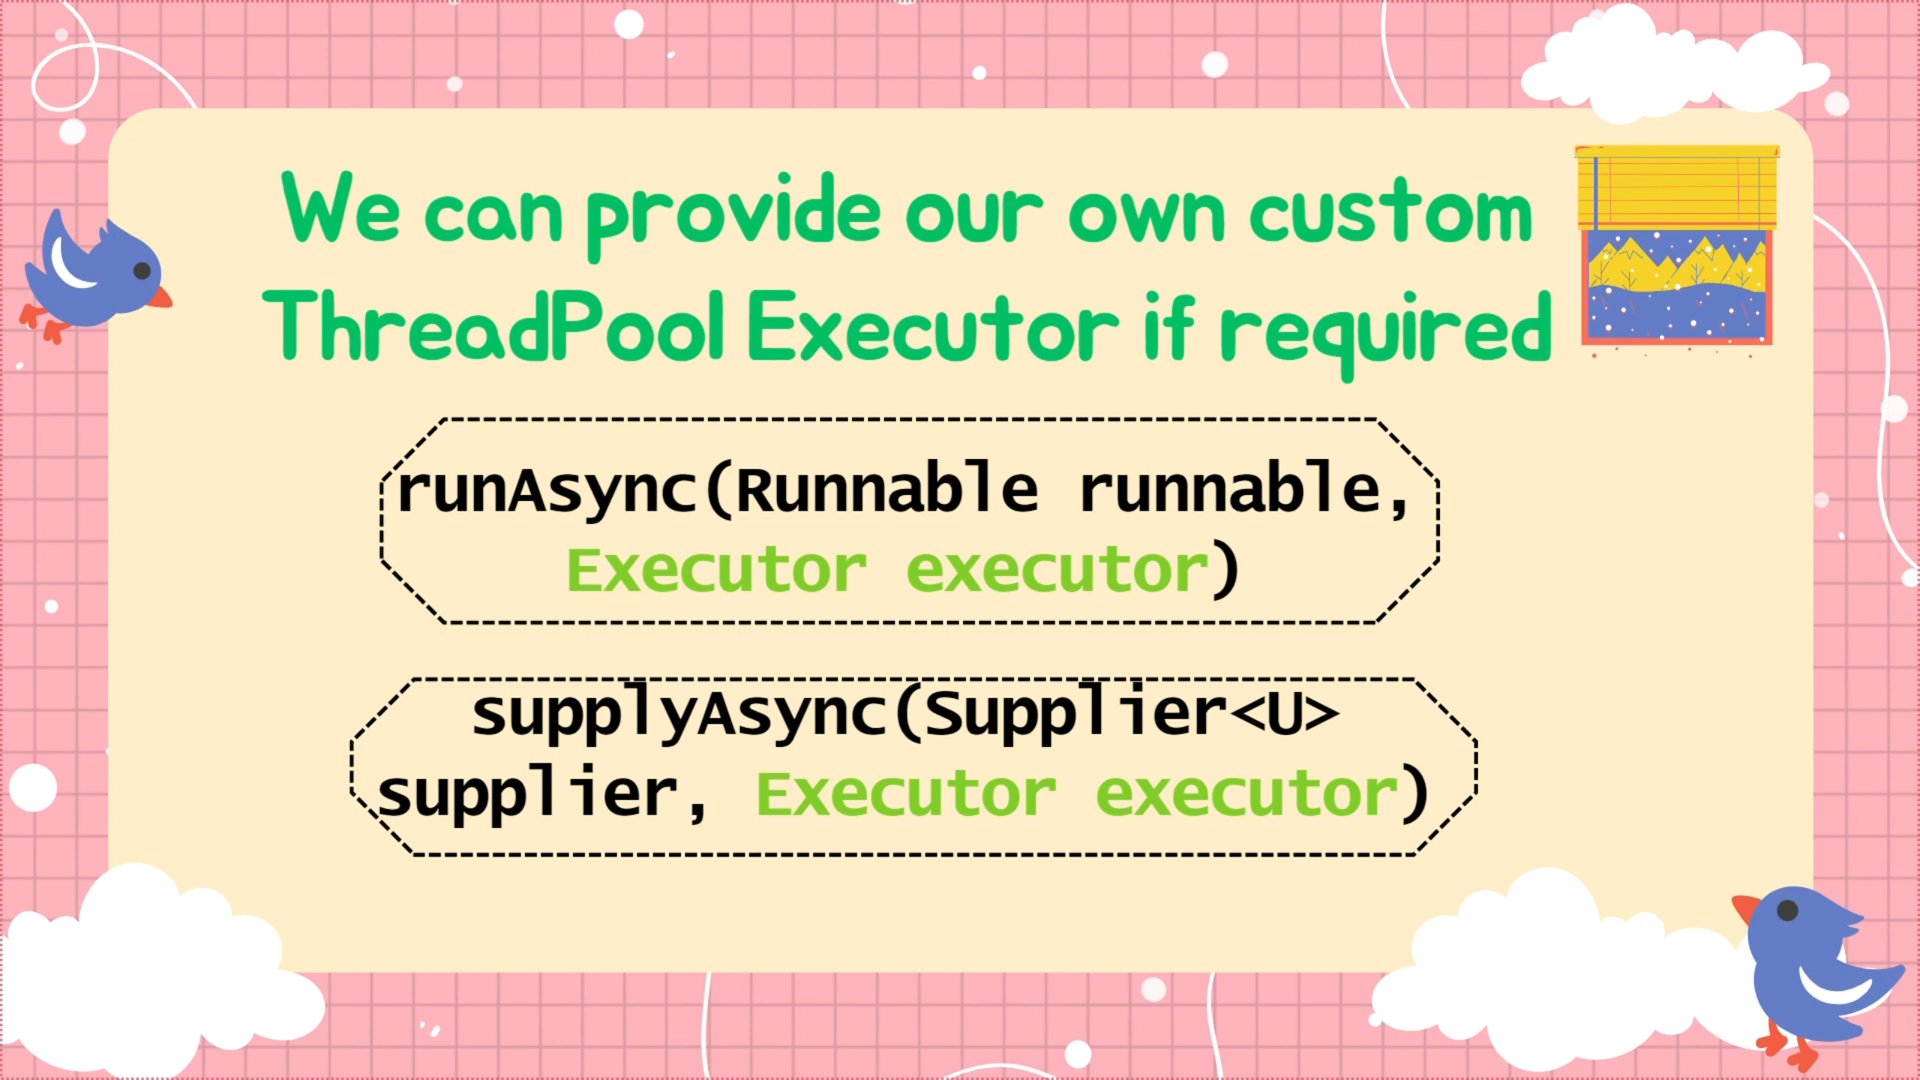 We can provide our own custom
ThreadPool Executor if required
runAsync(Runnable runnable,
Executor executor)
supplyAsync(Supplier<U>
supplier, Executor executor)